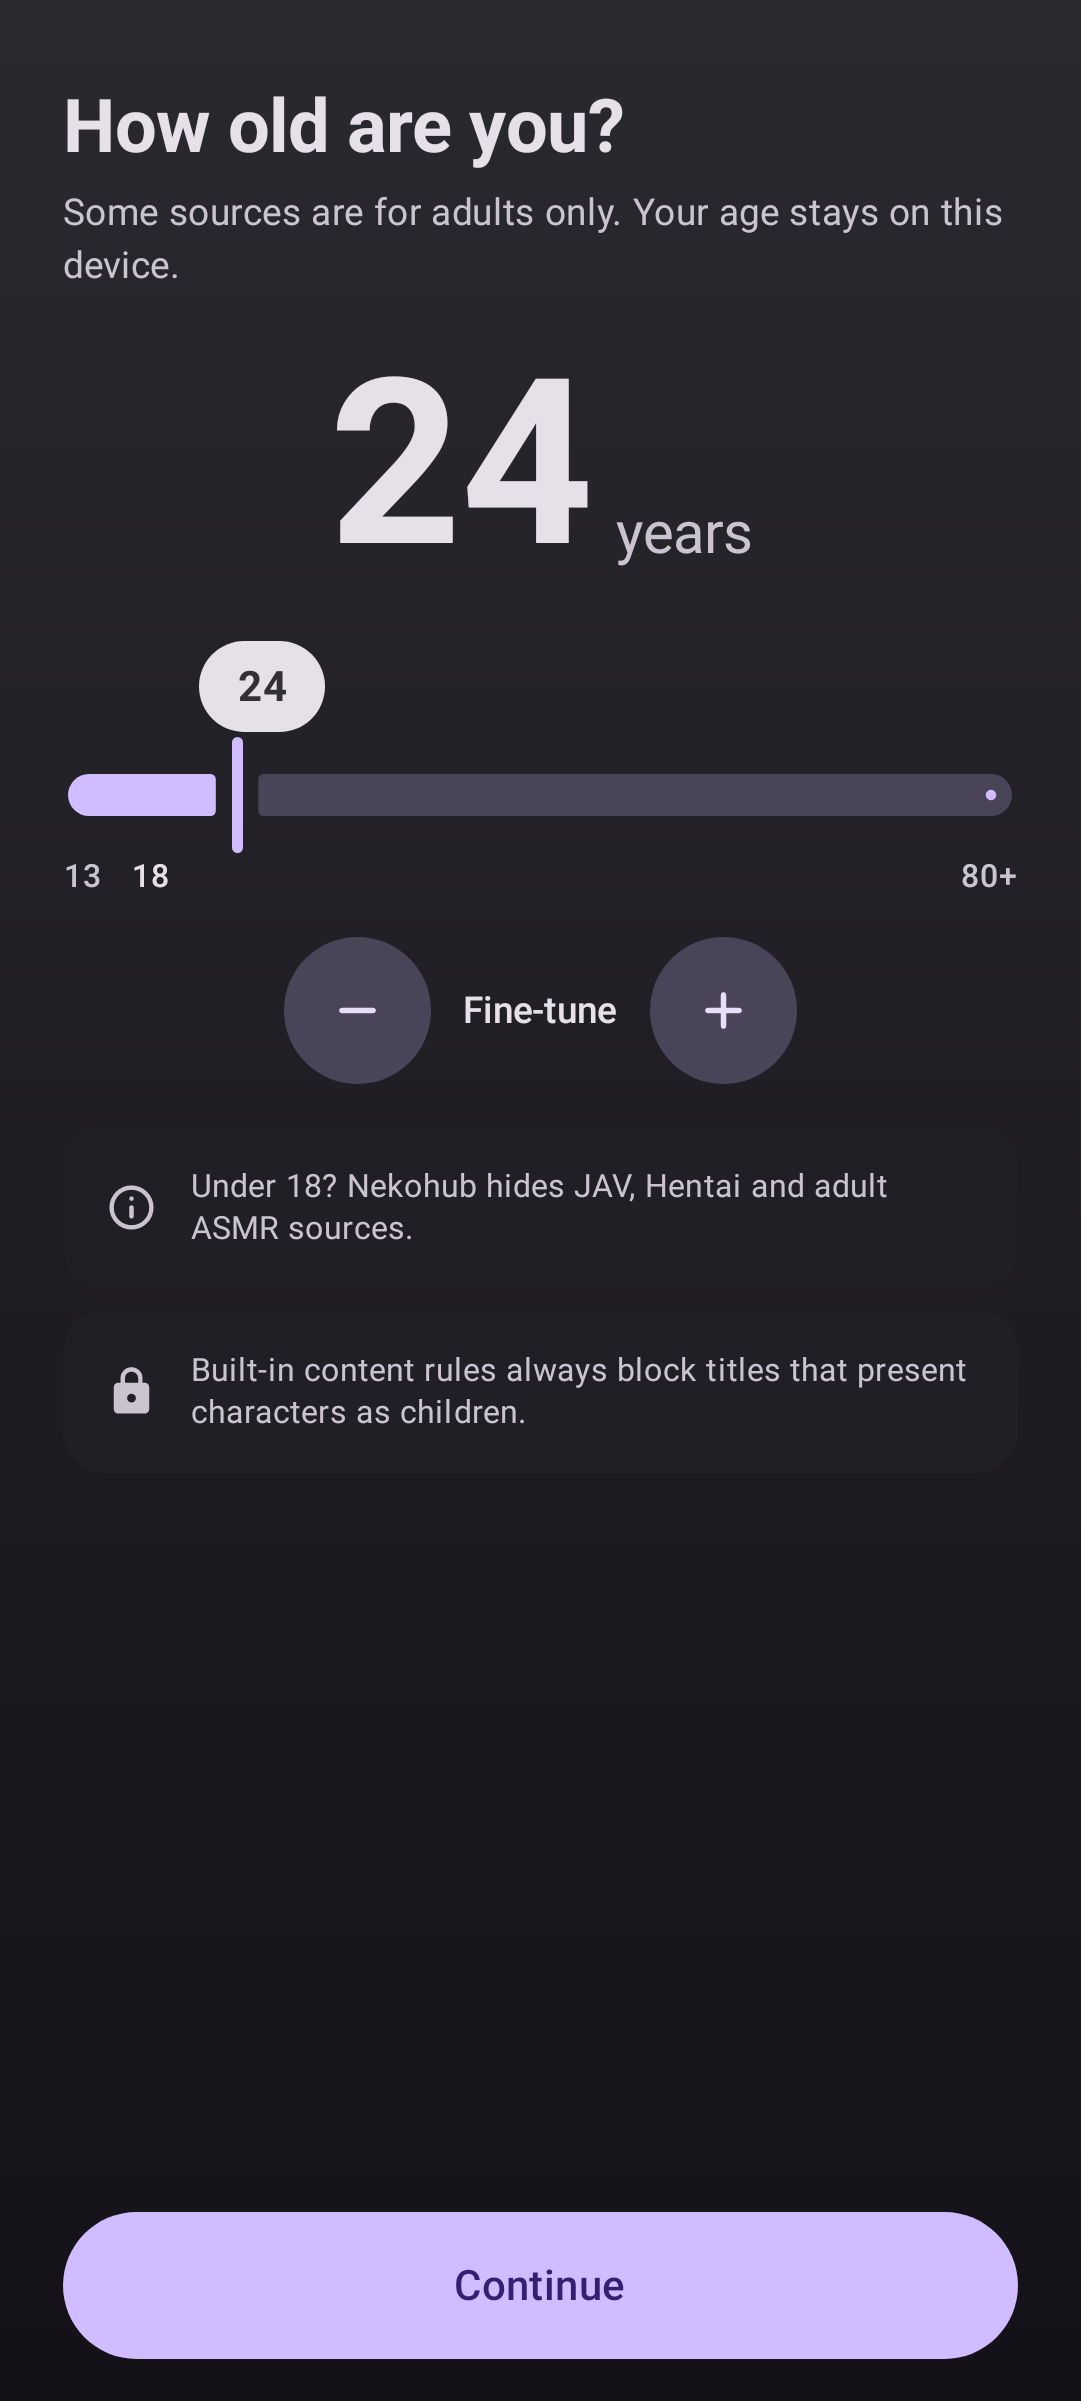 How old are you?
Some sources are for adults only. Your age stays on this
device.
24 years
24
13 18 80+
Fine-tune
Under 18? Nekohub hides JAV, Hentai and adult
ASMR sources.
Built-in content rules always block titles that present
characters as children.
Continue